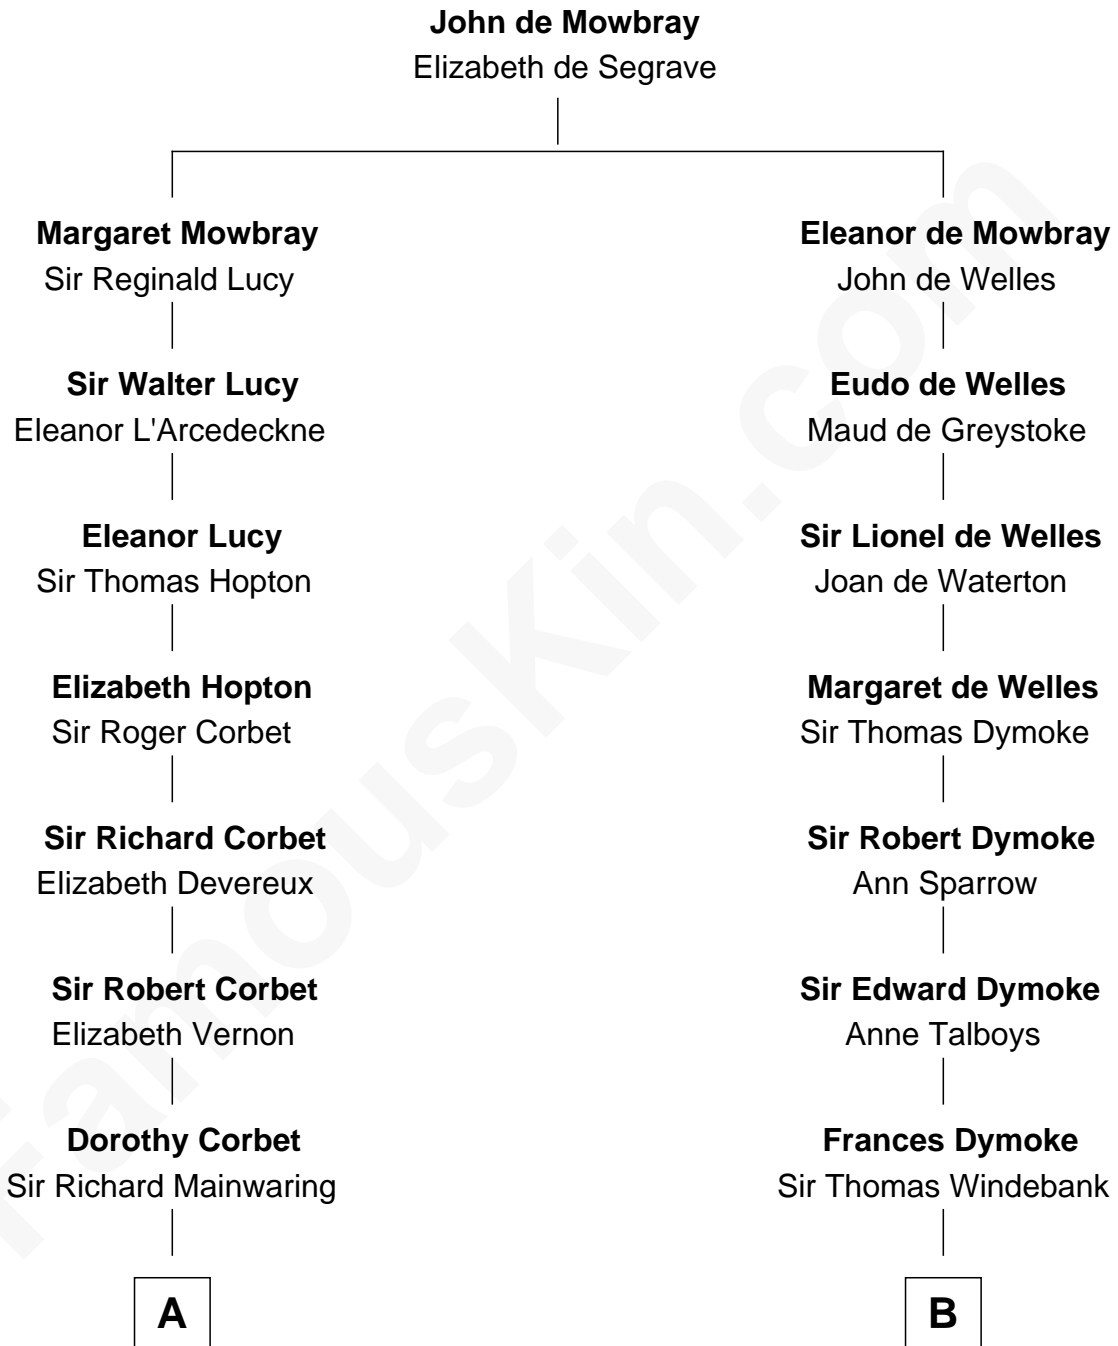 John de Mowbray
Elizabeth de Segrave
Margaret Mowbray
Sir Reginald Lucy
Eleanor de Mowbray
John de Welles
Sir Walter Lucy
Eleanor L'Arcedeckne
Eudo de Welles
Maud de Greystoke
Eleanor Lucy
Sir Thomas Hopton
Sir Lionel de Welles
Joan de Waterton
Elizabeth Hopton
Sir Roger Corbet
Margaret de Welles
Sir Thomas Dymoke
Sir Richard Corbet
Elizabeth Devereux
Sir Robert Dymoke
Ann Sparrow
Sir Robert Corbet
Elizabeth Vernon
Sir Edward Dymoke
Anne Talboys
Dorothy Corbet
Sir Richard Mainwaring
Frances Dymoke
Sir Thomas Windebank
A
B
FamousKin.com